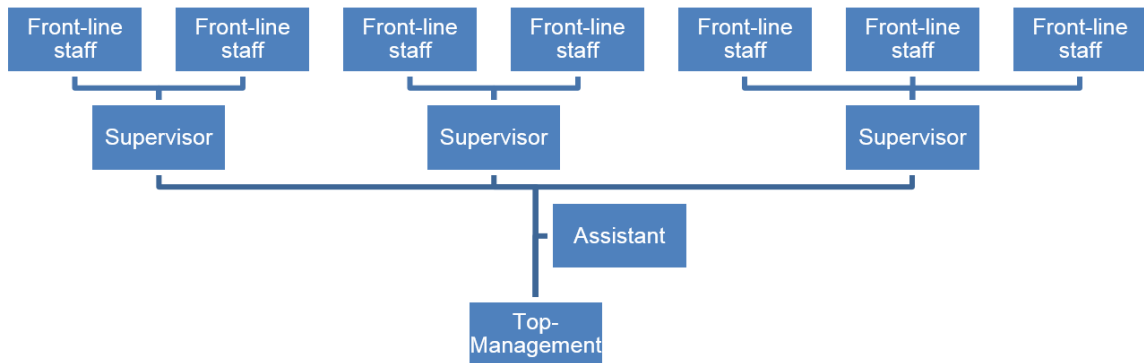 Front-line
staff
Front-line
staff
Front-line
staff
Front-line
staff
Front-line
staff
Front-line
staff
Front-line
staff
Supervisor
Supervisor
Supervisor
Assistant
Top-
Management